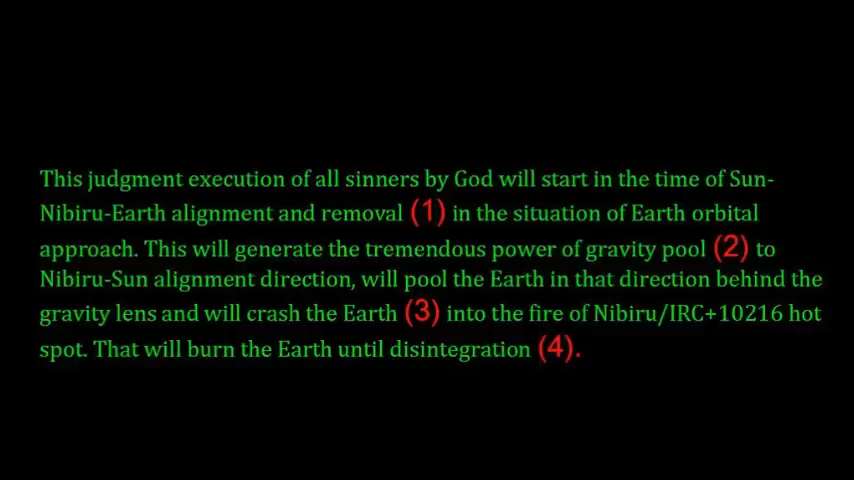 This judgment execution of all sinners by God will start in the time of Sun-
Nibiru-Earth alignment and removal (1) in the situation of Earth orbital
approach. This will generate the tremendous power of gravity pool (2) to
Nibiru-Sun alignment direction, will pool the Earth in that direction behind the
gravity lens and will crash the Earth (3) into the fire of Nibiru/IRC+10216 hot
spot. That will burn the Earth until disintegration (4).